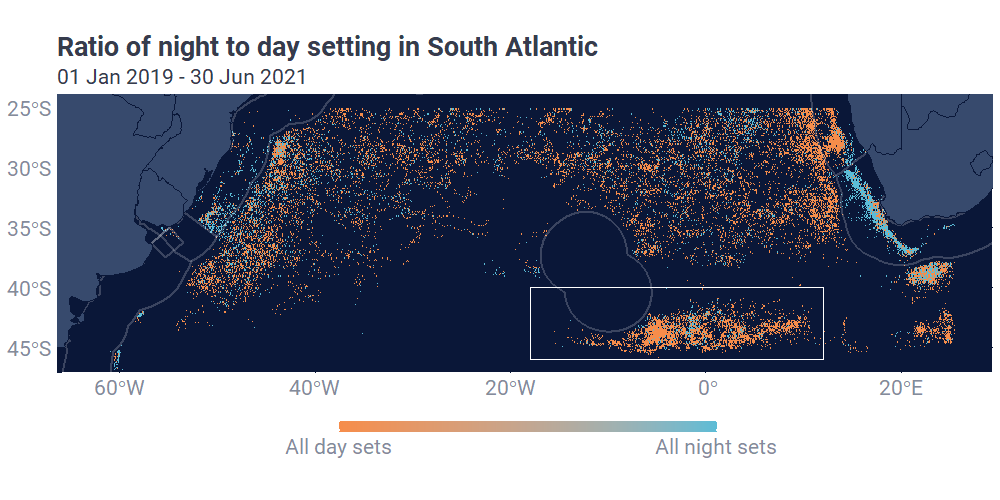 Ratio of night to day setting in South Atlantic
01 Jan 2019 - 30 Jun 2021
25°S
30°S
35°S
40°S
45°S
60°W 40°W 20°W 0° 20°E
All day sets All night sets